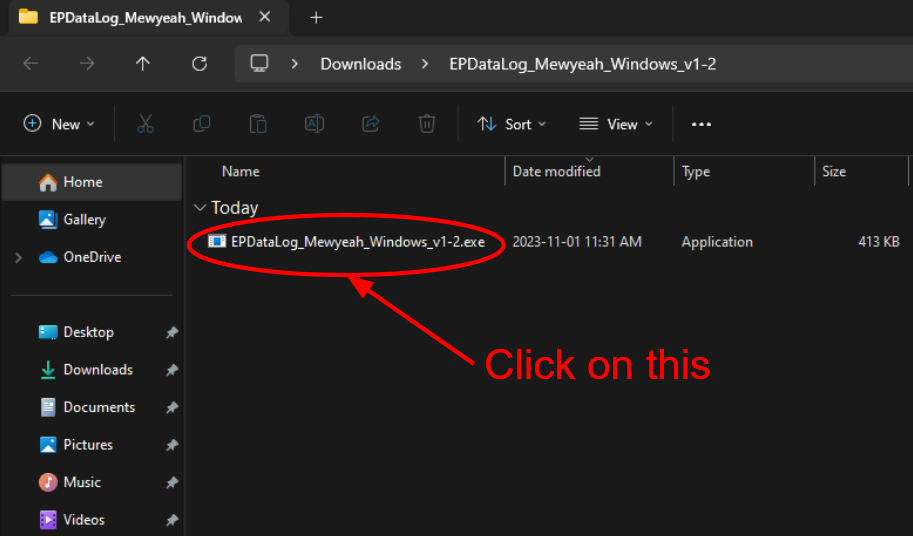 EPDataLog_Mewyeah_Window
Downloads > EPDataLog_Mewyeah_Windows_v1-2
New Sort View
Name Date modified Type Size
Home
Today
Gallery
EPDataLog_Mewyeah_Windows_v1-2.exe 2023-11-01 11:31 AM Application 413 KB
OneDrive
Desktop
Click on this
Downloads
Documents
Pictures
Music
Videos